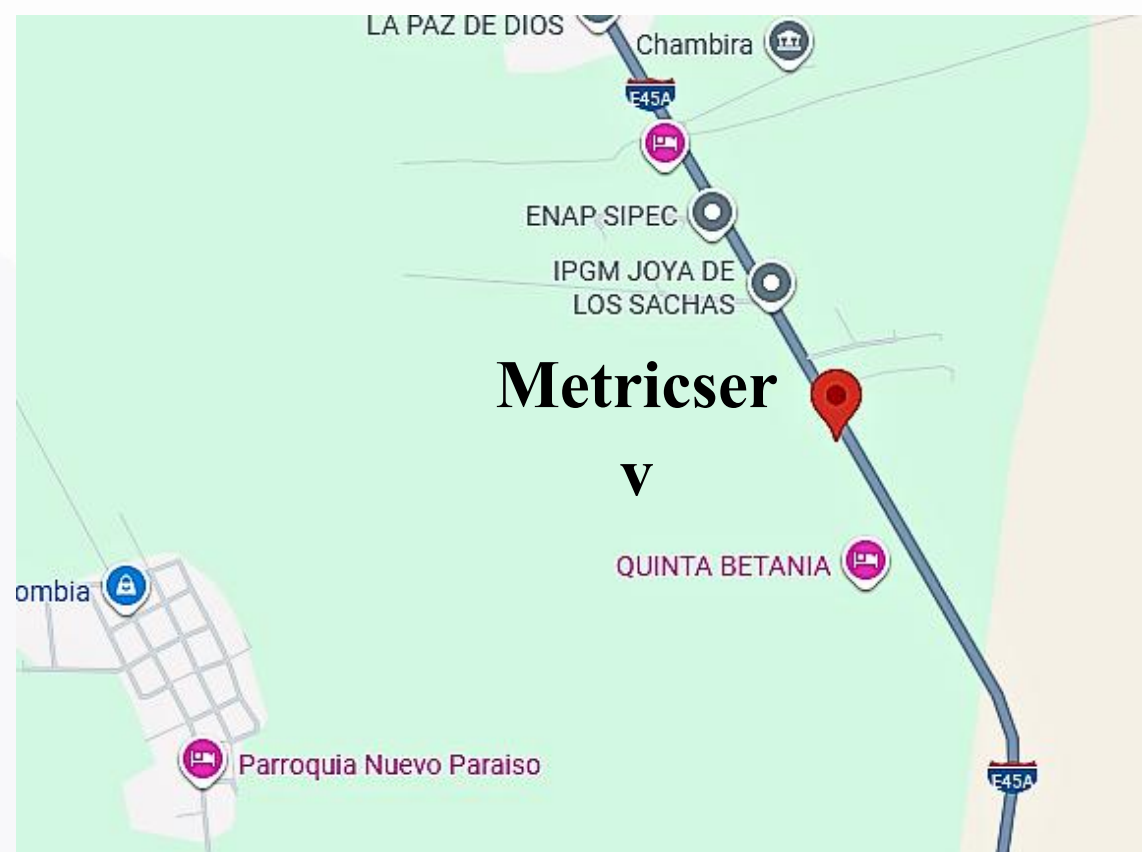 LA PAZ DE DIOS
Chambira
E45A
ENAP SIPEC
IPGM JOYA DE
LOS SACHAS
Metricser
v
QUINTA BETANIA
ombia
Parroquia Nuevo Paraiso
E45A